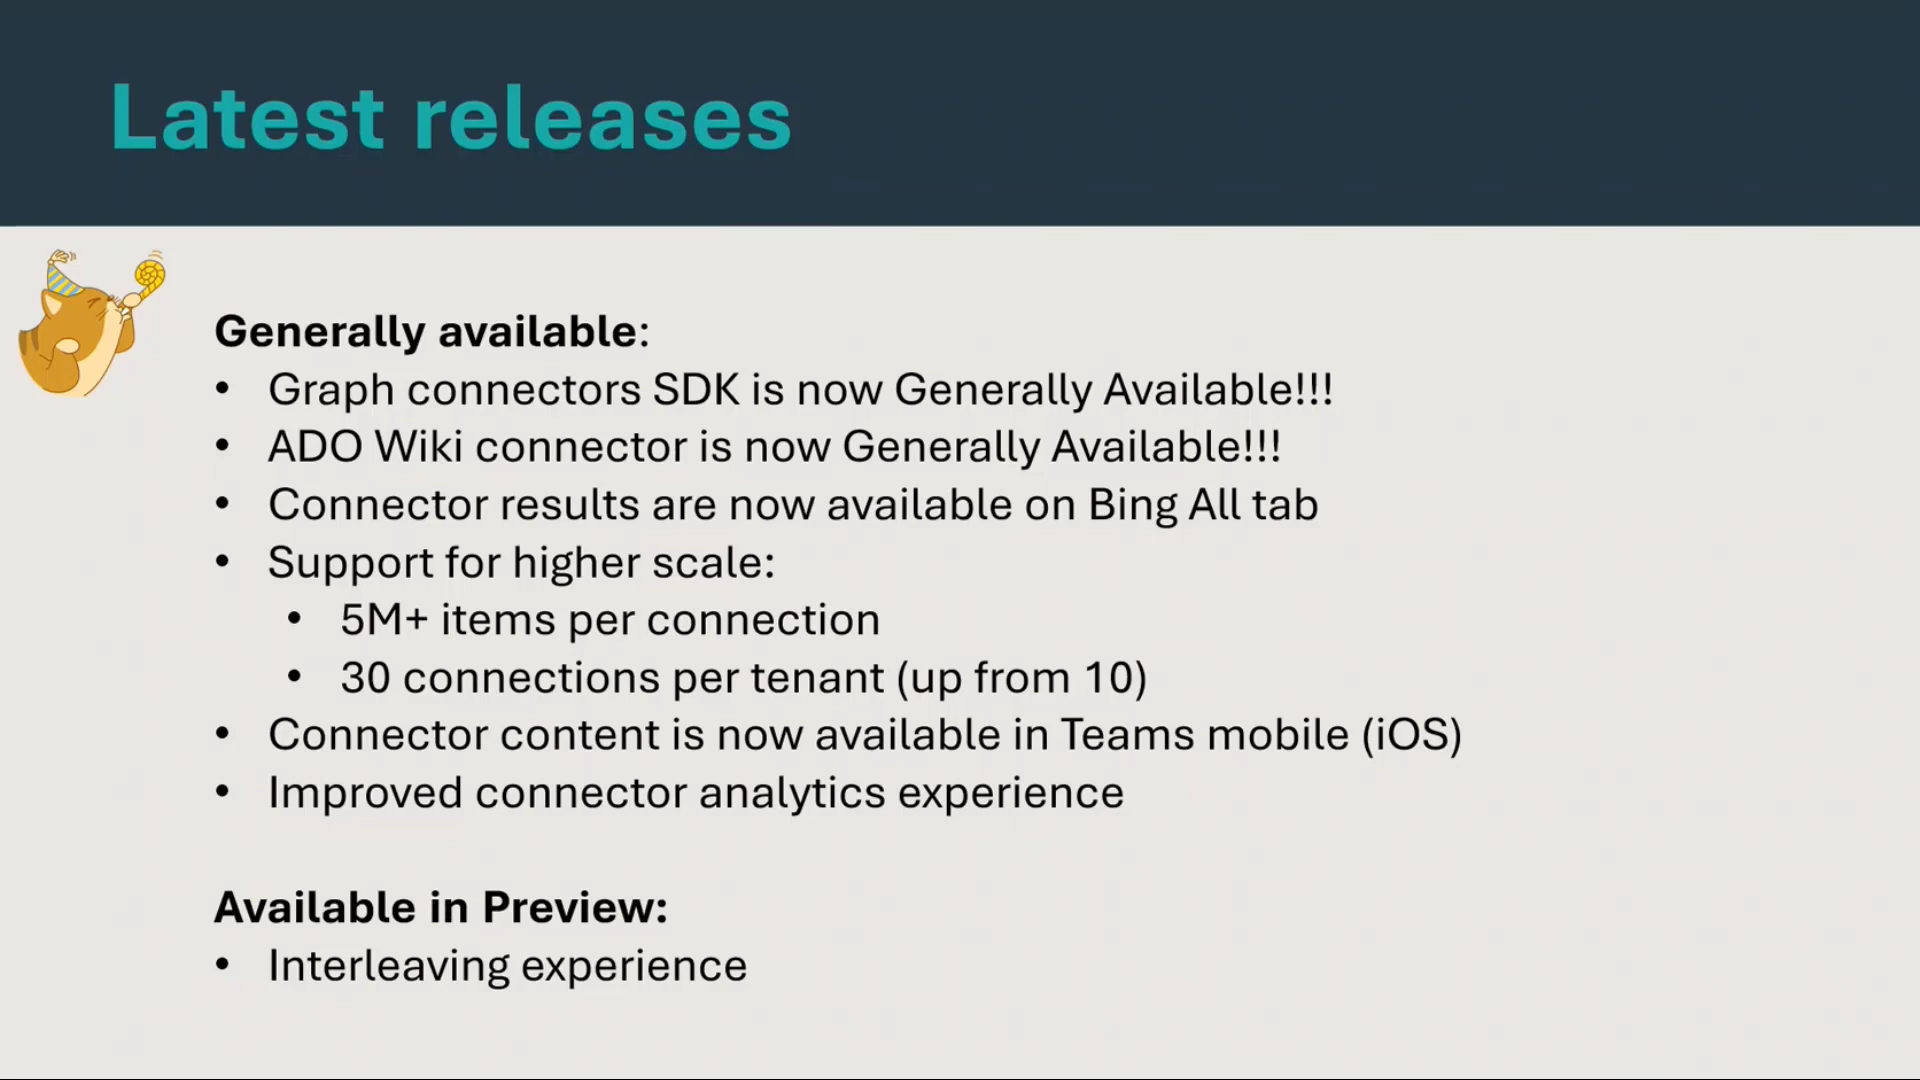 Latest releases
Generally available:
• Graph connectors SDK is now Generally Available!!!
• ADO Wiki connector is now Generally Available!!!
• Connector results are now available on Bing All tab
• Support for higher scale:
• 5M+ items per connection
• 30 connections per tenant (up from 10)
• Connector content is now available in Teams mobile (iOS)
• Improved connector analytics experience
Available in Preview:
• Interleaving experience